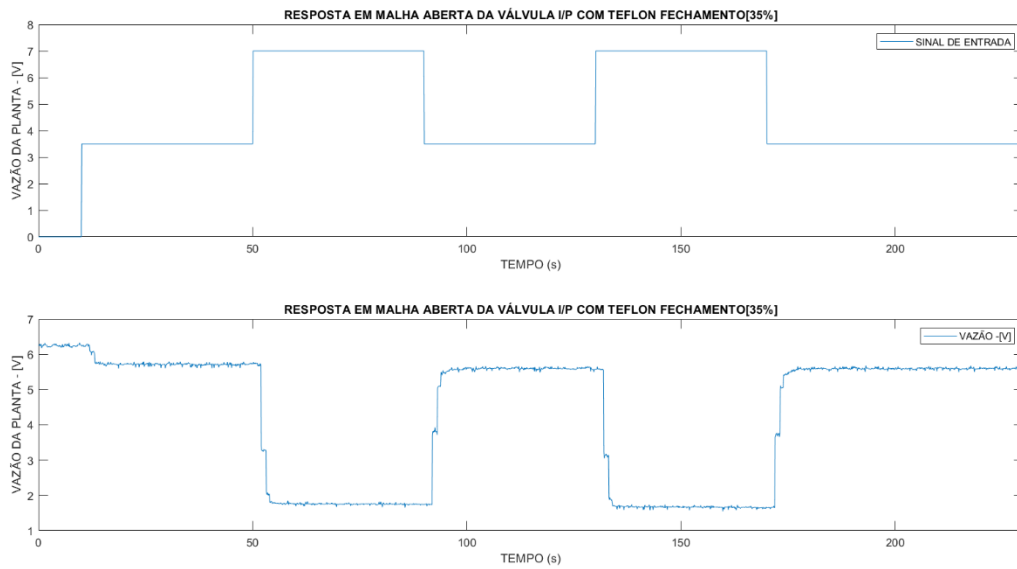 RESPOSTA EM MALHA ABERTA DA VÁLVULA I/P COM TEFLON FECHAMENTO[35%]
8
7
6
5
4
3
2
1
0
VAZÃO DA PLANTA - [V]
SINAL DE ENTRADA
0 50 100 150 200
TEMPO (s)
RESPOSTA EM MALHA ABERTA DA VÁLVULA I/P COM TEFLON FECHAMENTO[35%]
7
6
5
4
3
2
1
VAZÃO DA PLANTA - [V]
VAZÃO -[V]
0 50 100 150 200
TEMPO (s)